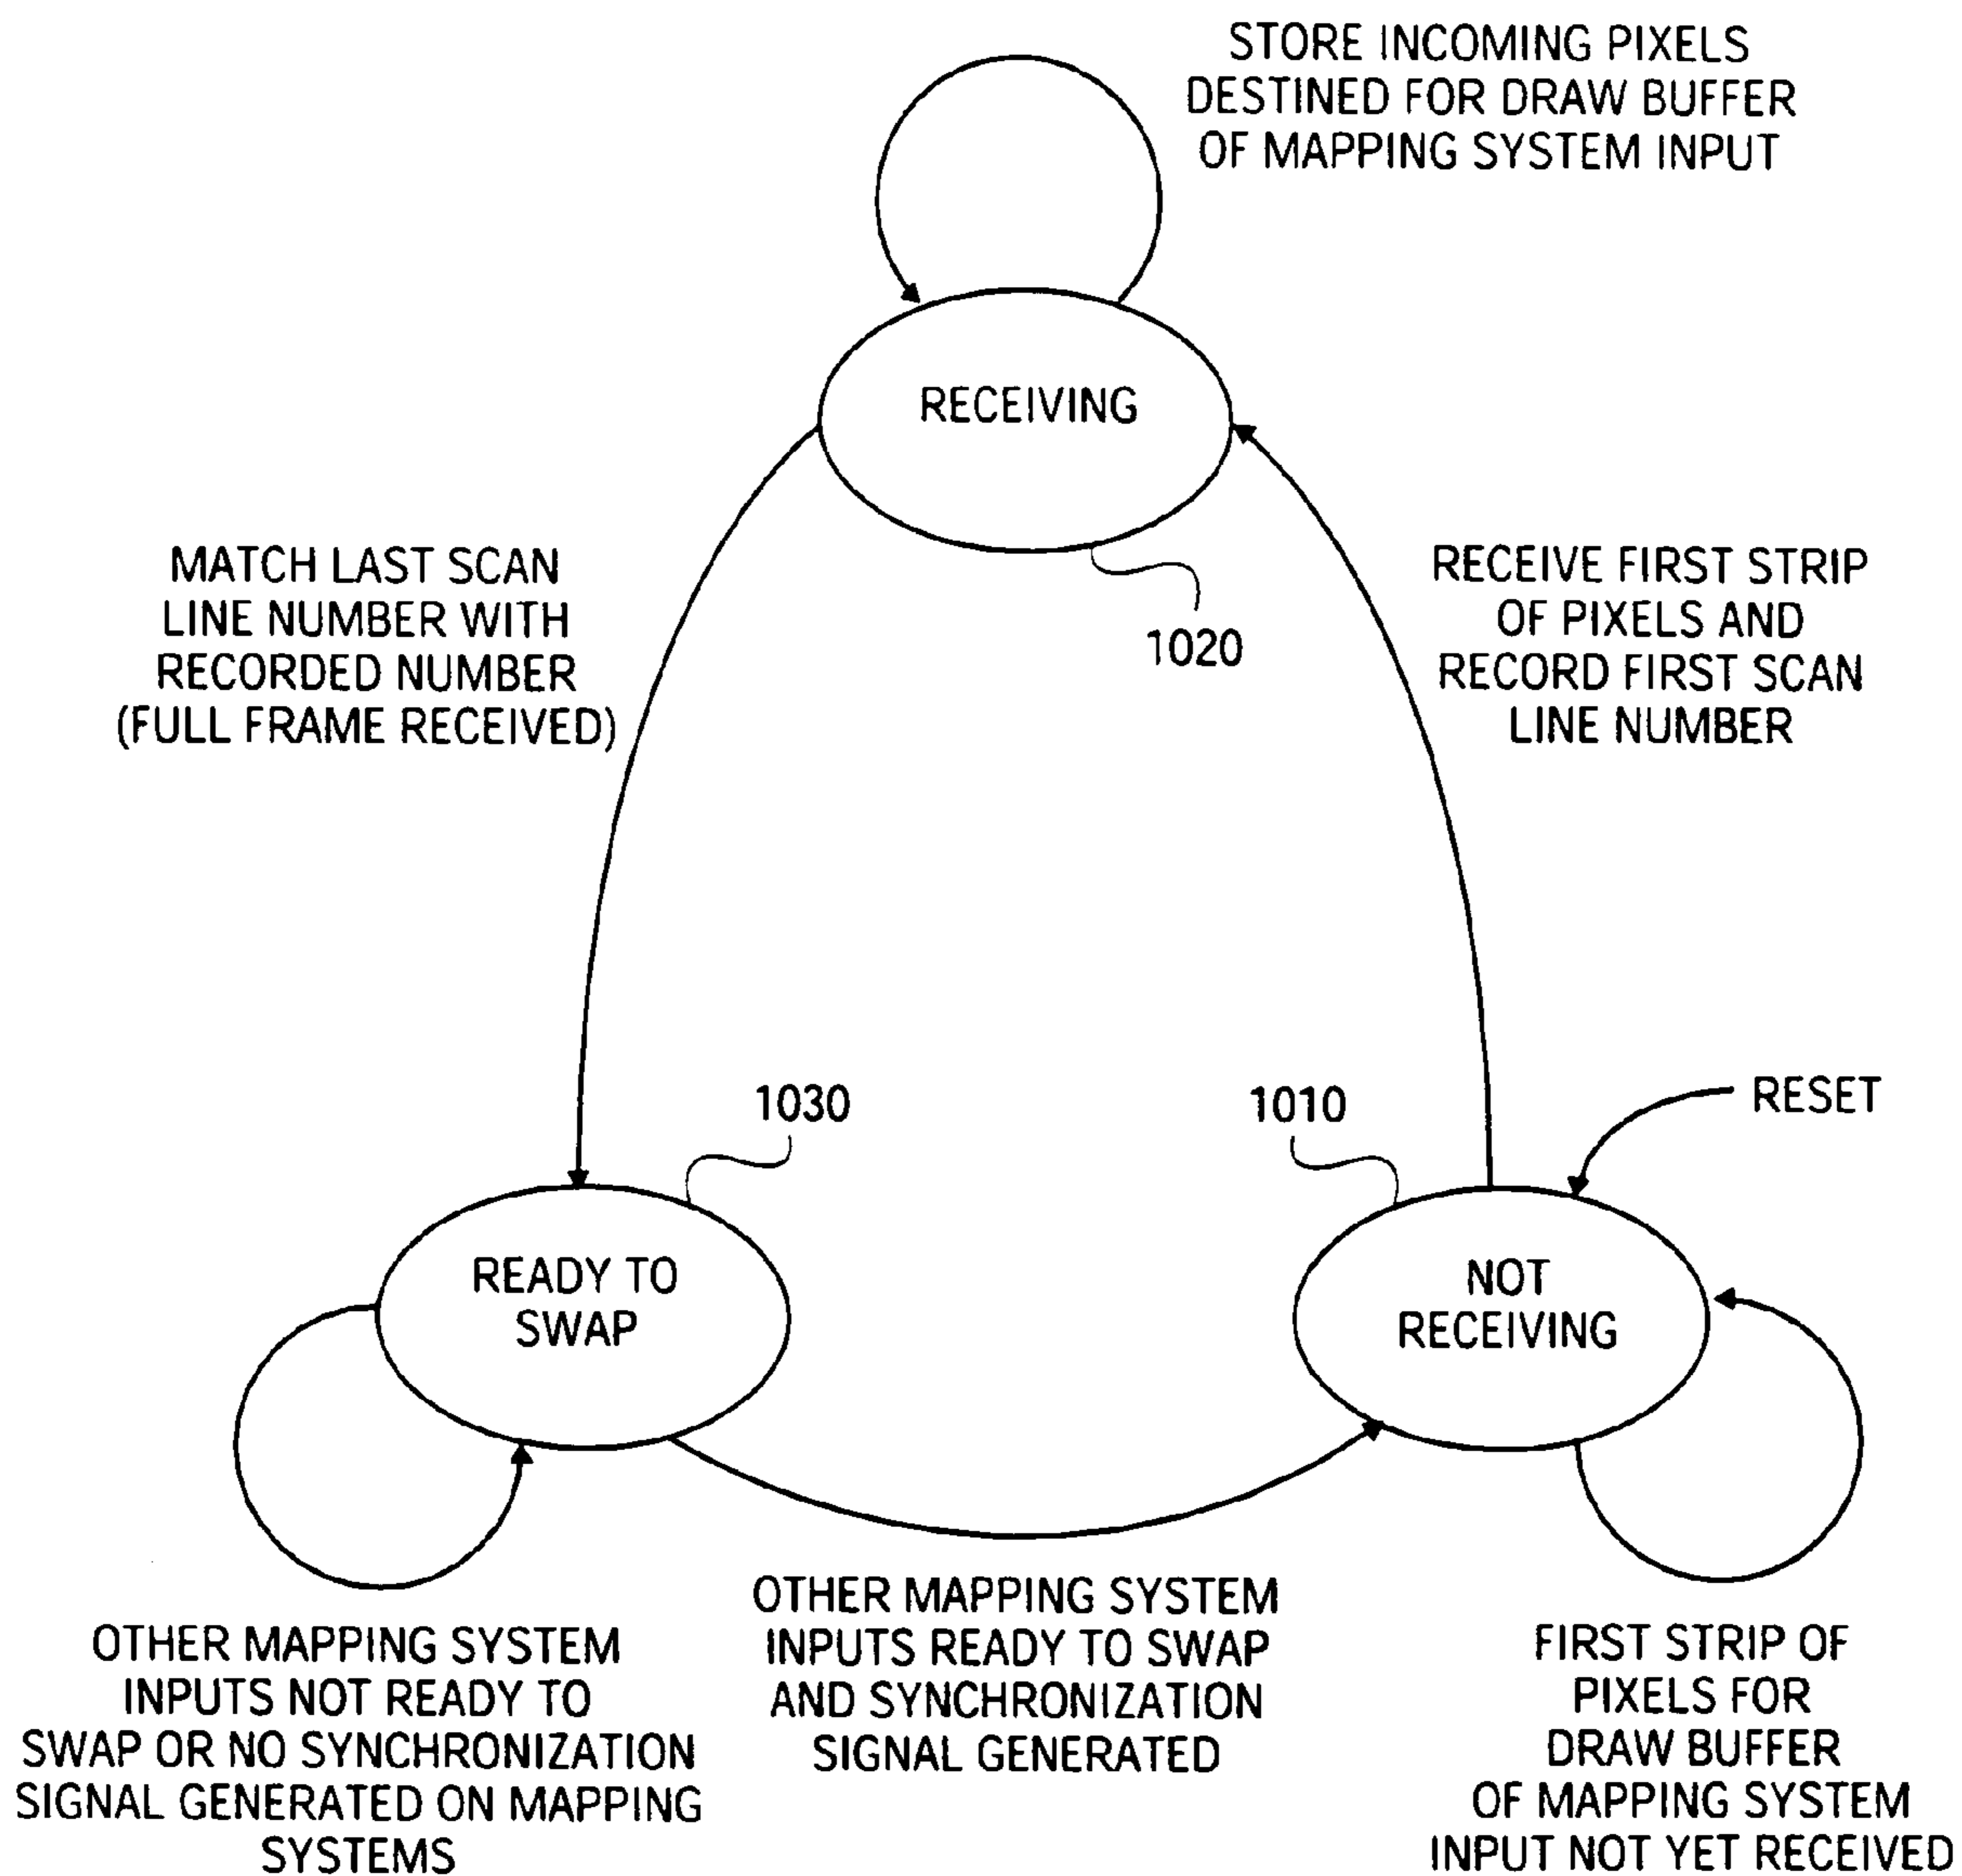 STORE INCOMING PIXELS
DESTINED FOR DRAW BUFFER
OF MAPPING SYSTEM INPUT
RECEIVING
1020
MATCH LAST SCAN
LINE NUMBER WITH
RECORDED NUMBER
(FULL FRAME RECEIVED)
RECEIVE FIRST STRIP
OF PIXELS AND
RECORD FIRST SCAN
LINE NUMBER
1030
1010
RESET
READY TO
SWAP
NOT
RECEIVING
OTHER MAPPING SYSTEM
INPUTS NOT READY TO
SWAP OR NO SYNCHRONIZATION
SIGNAL GENERATED ON MAPPING
SYSTEMS
OTHER MAPPING SYSTEM
INPUTS READY TO SWAP
AND SYNCHRONIZATION
SIGNAL GENERATED
FIRST STRIP OF
PIXELS FOR
DRAW BUFFER
OF MAPPING SYSTEM
INPUT NOT YET RECEIVED